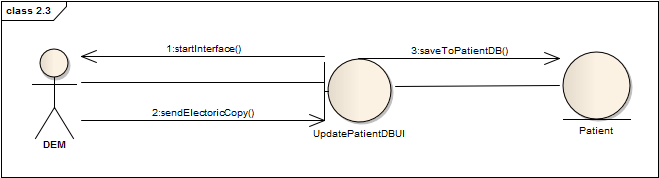 class 2.3
1:startInterface()
3:saveToPatientDB()
2:sendElectoricCopy()
DEM
UpdatePatientDBUI
Patient